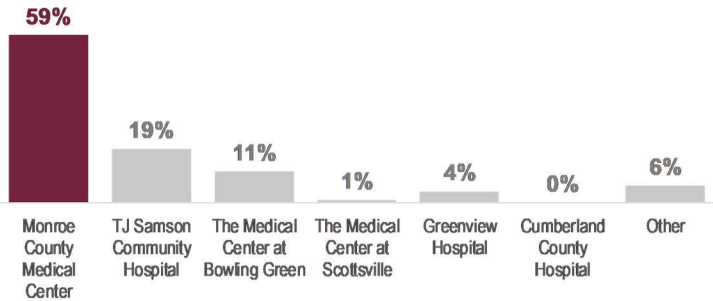 59%
19%
11%
1%
4%
0%
6%
Monroe
County
Medical
Center
TJ Samson
Community
Hospital
The Medical
Center at
Bowling Green
The Medical
Center at
Scottsville
Greenview
Hospital
Cumberland
County
Hospital
Other